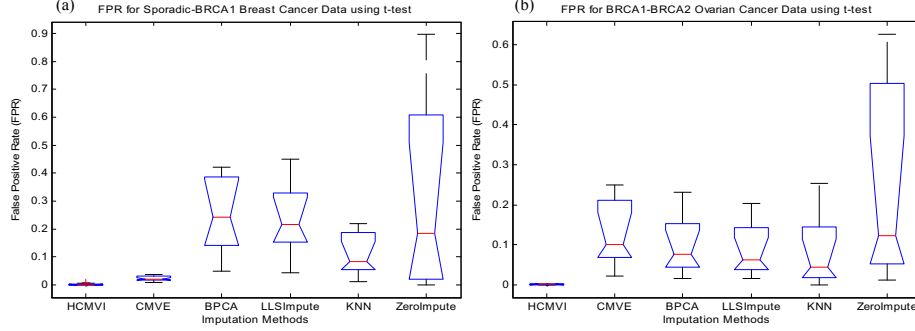 (a)
FPR for Sporadic-BRCA1 Breast Cancer Data using t-test
False Positive Rate (FPR)
0.9
0.8
0.7
0.6
0.5
0.4
0.3
0.2
0.1
0
HCMVI CMVE BPCA LLSImpute KNN ZeroImpute
Imputation Methods
(b)
FPR for BRCA1-BRCA2 Ovarian Cancer Data using t-test
False Positive Rate (FPR)
0.6
0.5
0.4
0.3
0.2
0.1
0
HCMVI CMVE BPCA LLSImpute KNN ZeroImpute
Imputation Methods